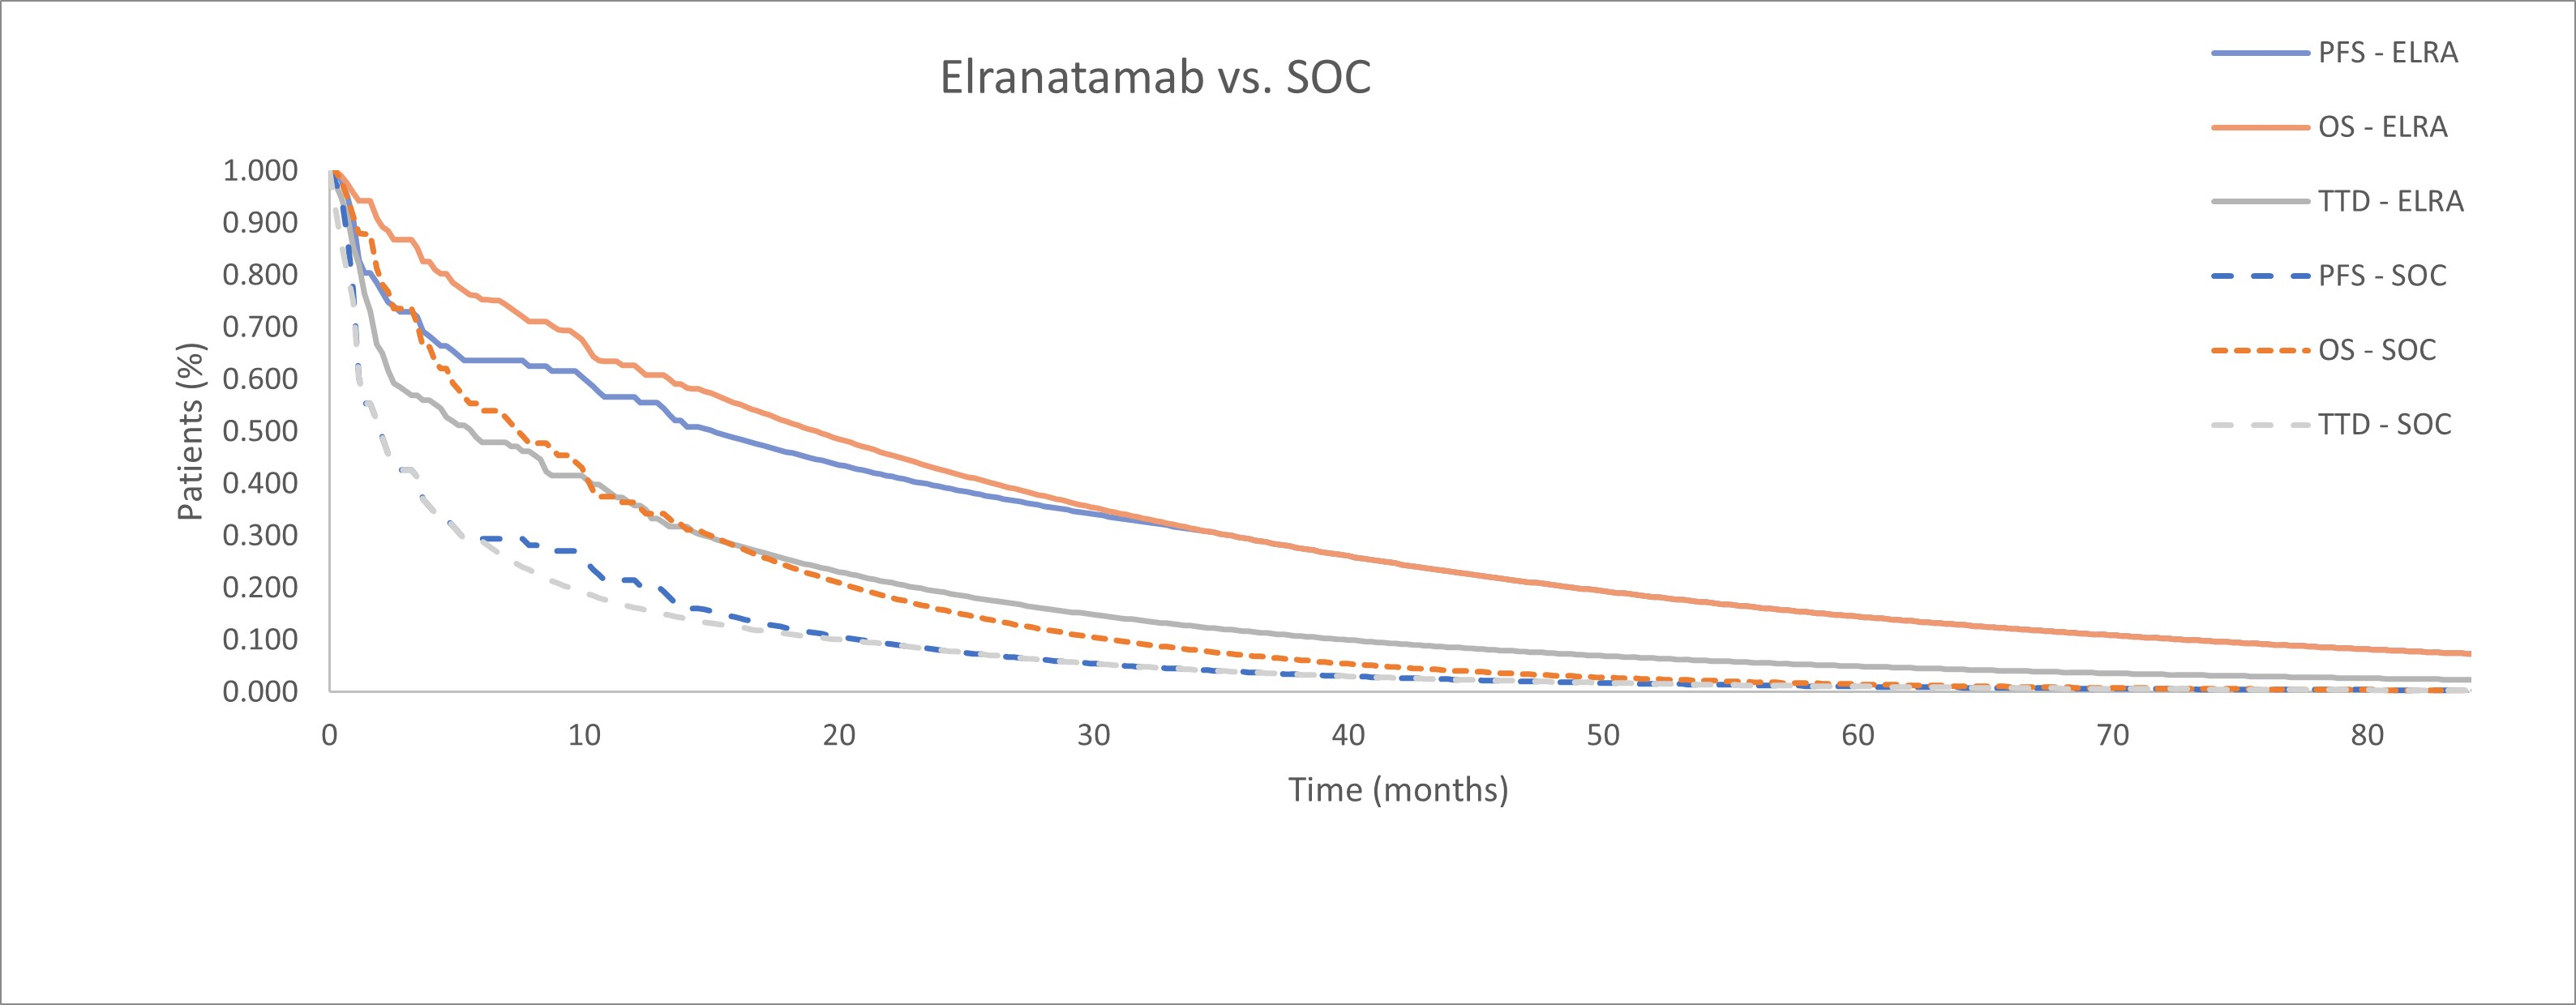 Elranatamab vs. SOC
PFS - ELRA
OS - ELRA
TTD - ELRA
PFS - SOC
OS - SOC
TTD - SOC
Patients (%)
1.000
0.900
0.800
0.700
0.600
0.500
0.400
0.300
0.200
0.100
0.000
0 10 20 30 40 50 60 70 80
Time (months)